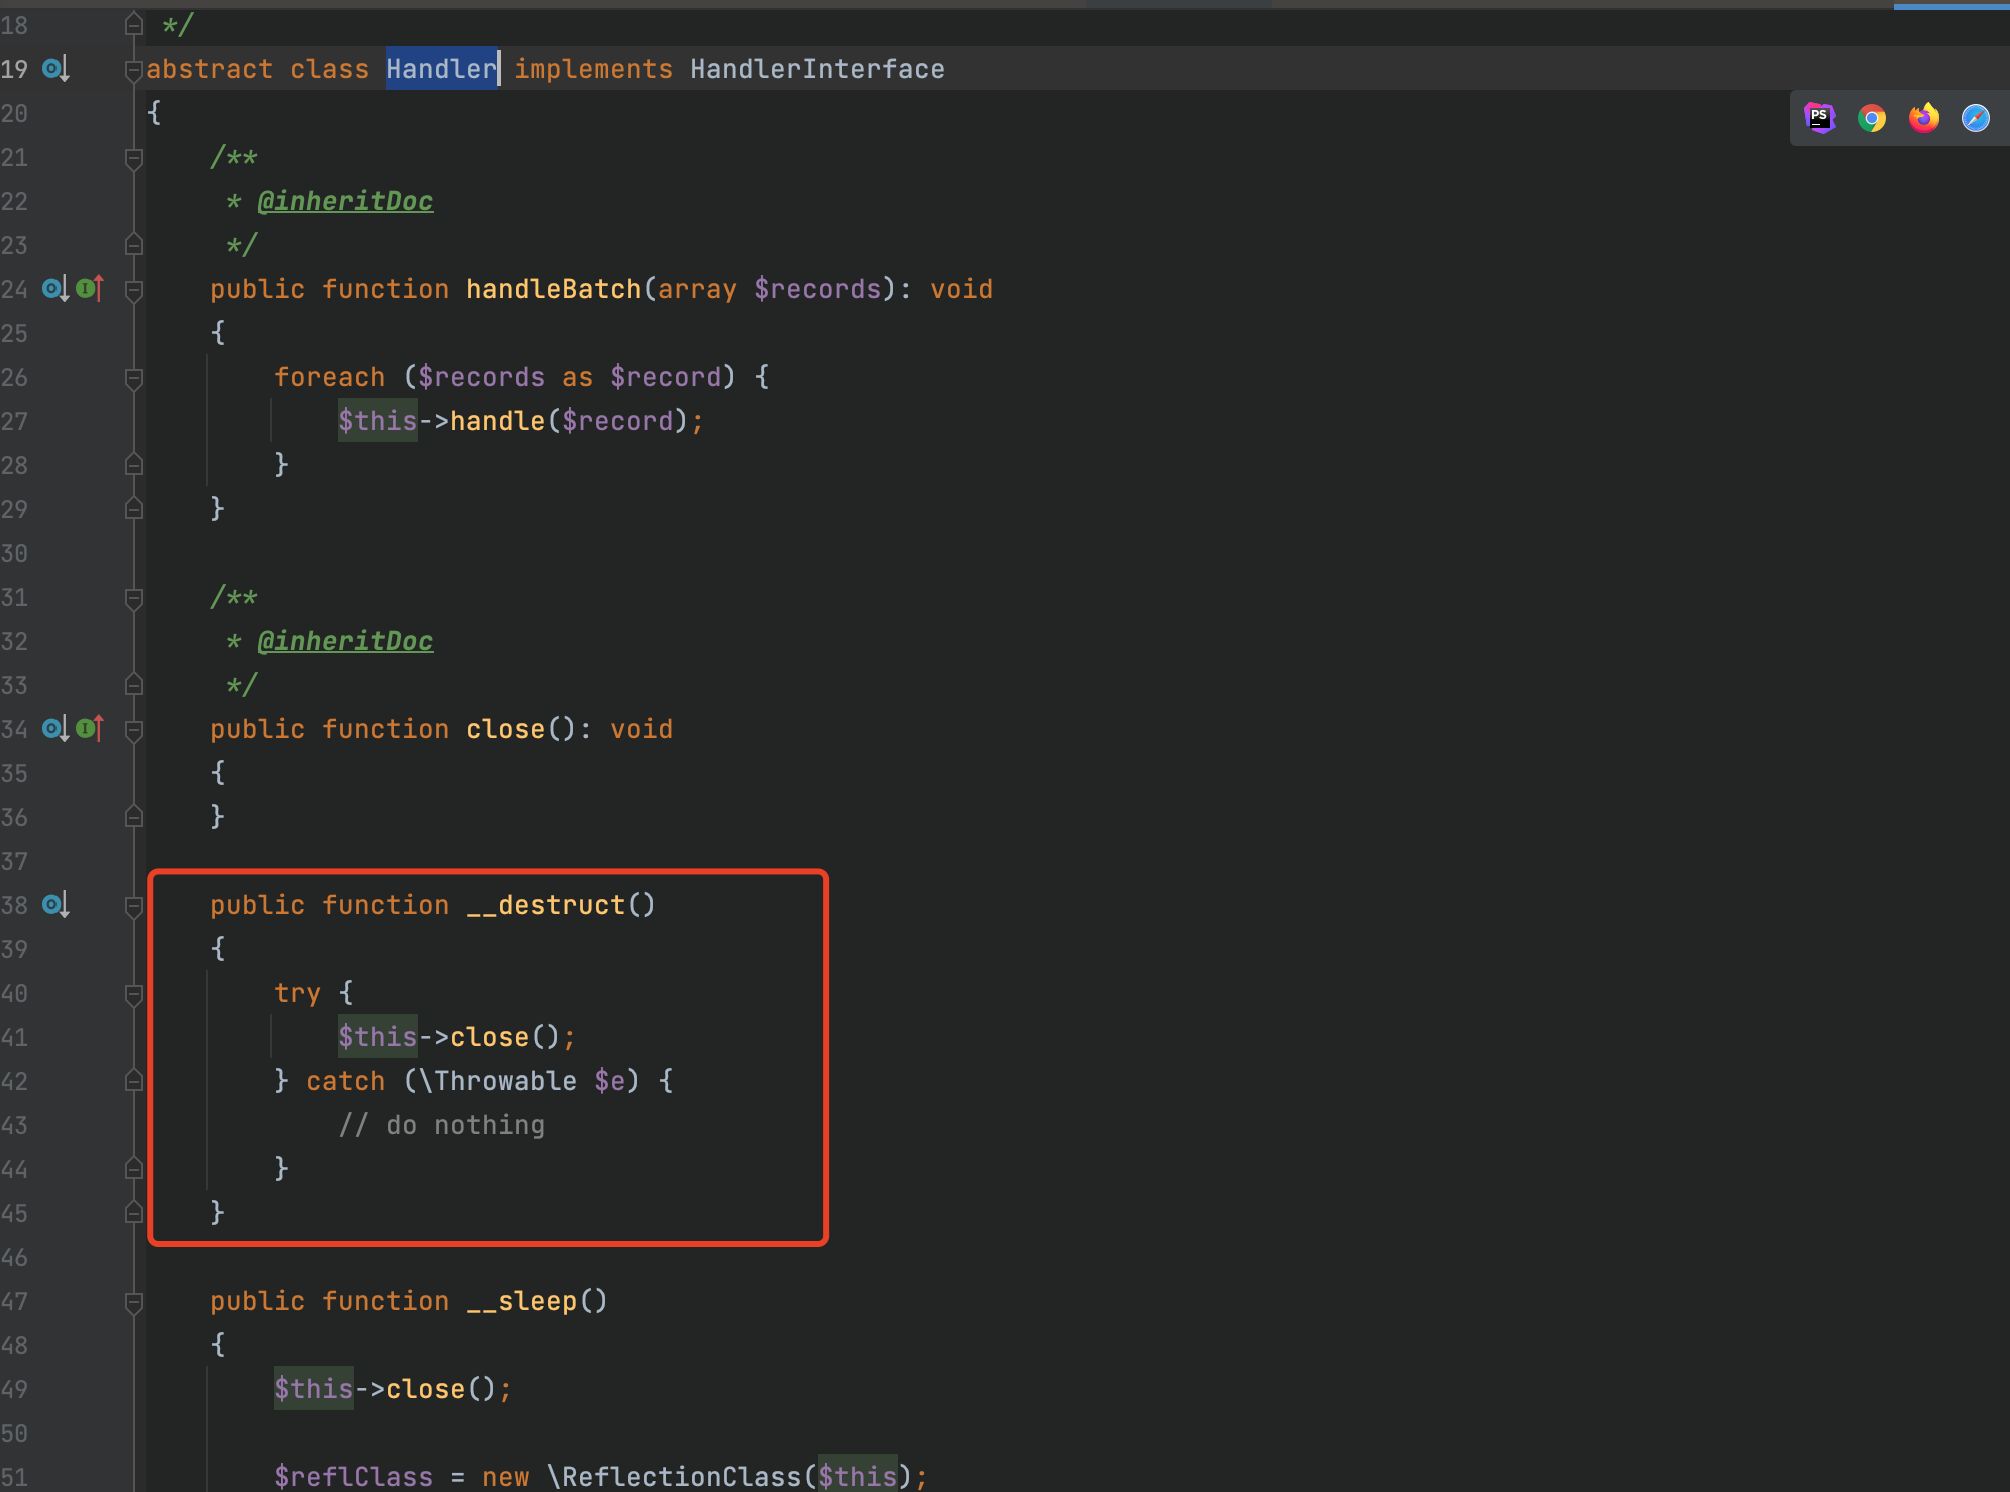 18 */
19 abstract class Handler implements HandlerInterface
20 {
PS
21 /**
22 * @inheritDoc
23 */
24 public function handleBatch(array $records): void
25 {
26 foreach ($records as $record) {
27 $this->handle($record);
28 }
29 }
30
31 /**
32 * @inheritDoc
33 */
34 public function close(): void
35 {
36 }
37
38 public function __destruct()
39 {
40 try {
41 $this->close();
42 } catch (\Throwable $e) {
43 // do nothing
44 }
45 }
46
47 public function __sleep()
48 {
49 $this->close();
50
51 $reflClass = new \ReflectionClass($this);